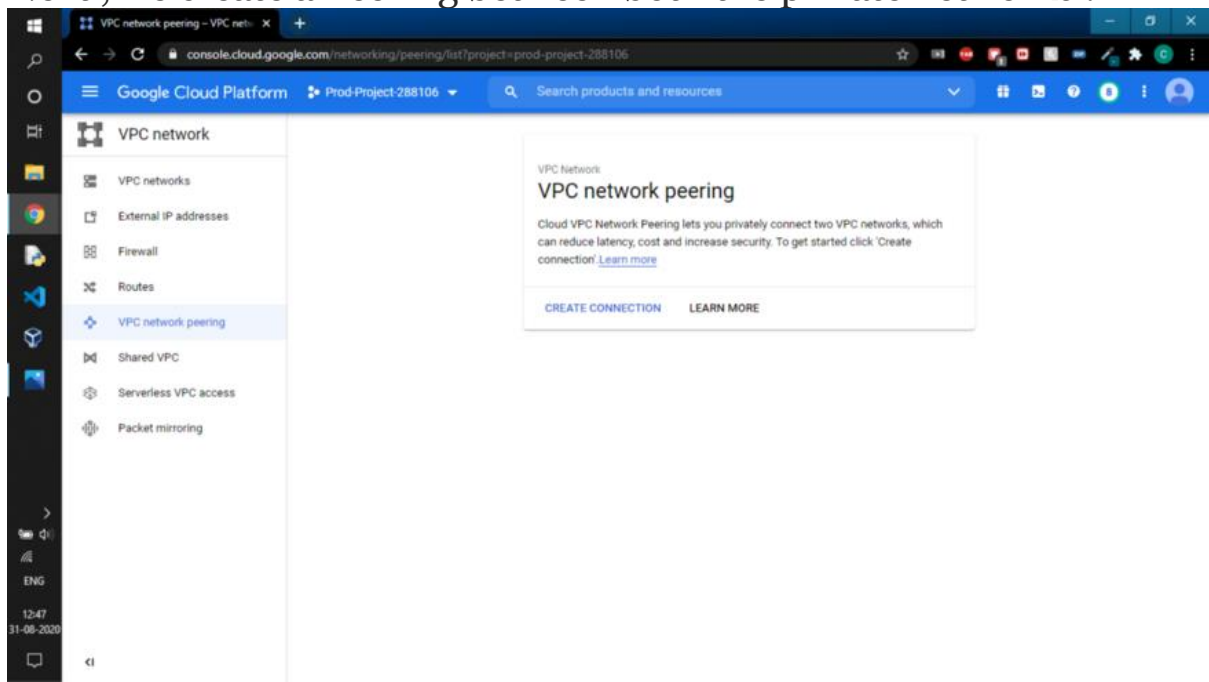 VPC network peering – VPC netw
console.cloud.google.com/networking/peering/list?project=prod-project-288106
Google Cloud Platform
Prod-Project-288106
Search products and resources
VPC network
VPC networks
External IP addresses
Firewall
Routes
VPC network peering
Shared VPC
Serverless VPC access
Packet mirroring
VPC Network
VPC network peering
Cloud VPC Network Peering lets you privately connect two VPC networks, which
can reduce latency, cost and increase security. To get started click 'Create
connection'.Learn more
CREATE CONNECTION LEARN MORE
ENG
12:47
31-08-2020